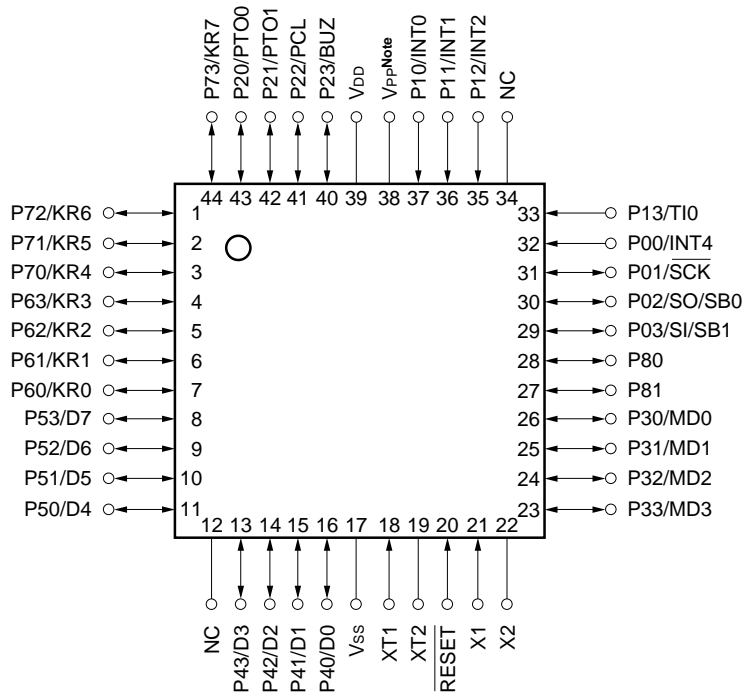 P73/KR7
P20/PTO0
P21/PTO1
P22/PCL
P23/BUZ
VDD
VPPNote
P10/INT0
P11/INT1
P12/INT2
NC
44 43 42 41 40 39 38 37 36 35 34
P72/KR6 1
P71/KR5 2
P70/KR4 3
P63/KR3 4
P62/KR2 5
P61/KR1 6
P60/KR0 7
P53/D7 8
P52/D6 9
P51/D5 10
P50/D4 11
33 P13/TI0
32 P00/INT4
31 P01/S̅C̅K̅
30 P02/SO/SB0
29 P03/SI/SB1
28 P80
27 P81
26 P30/MD0
25 P31/MD1
24 P32/MD2
23 P33/MD3
12 13 14 15 16 17 18 19 20 21 22
NC
P43/D3
P42/D2
P41/D1
P40/D0
VSS
XT1
XT2
R̅E̅S̅E̅T̅
X1
X2